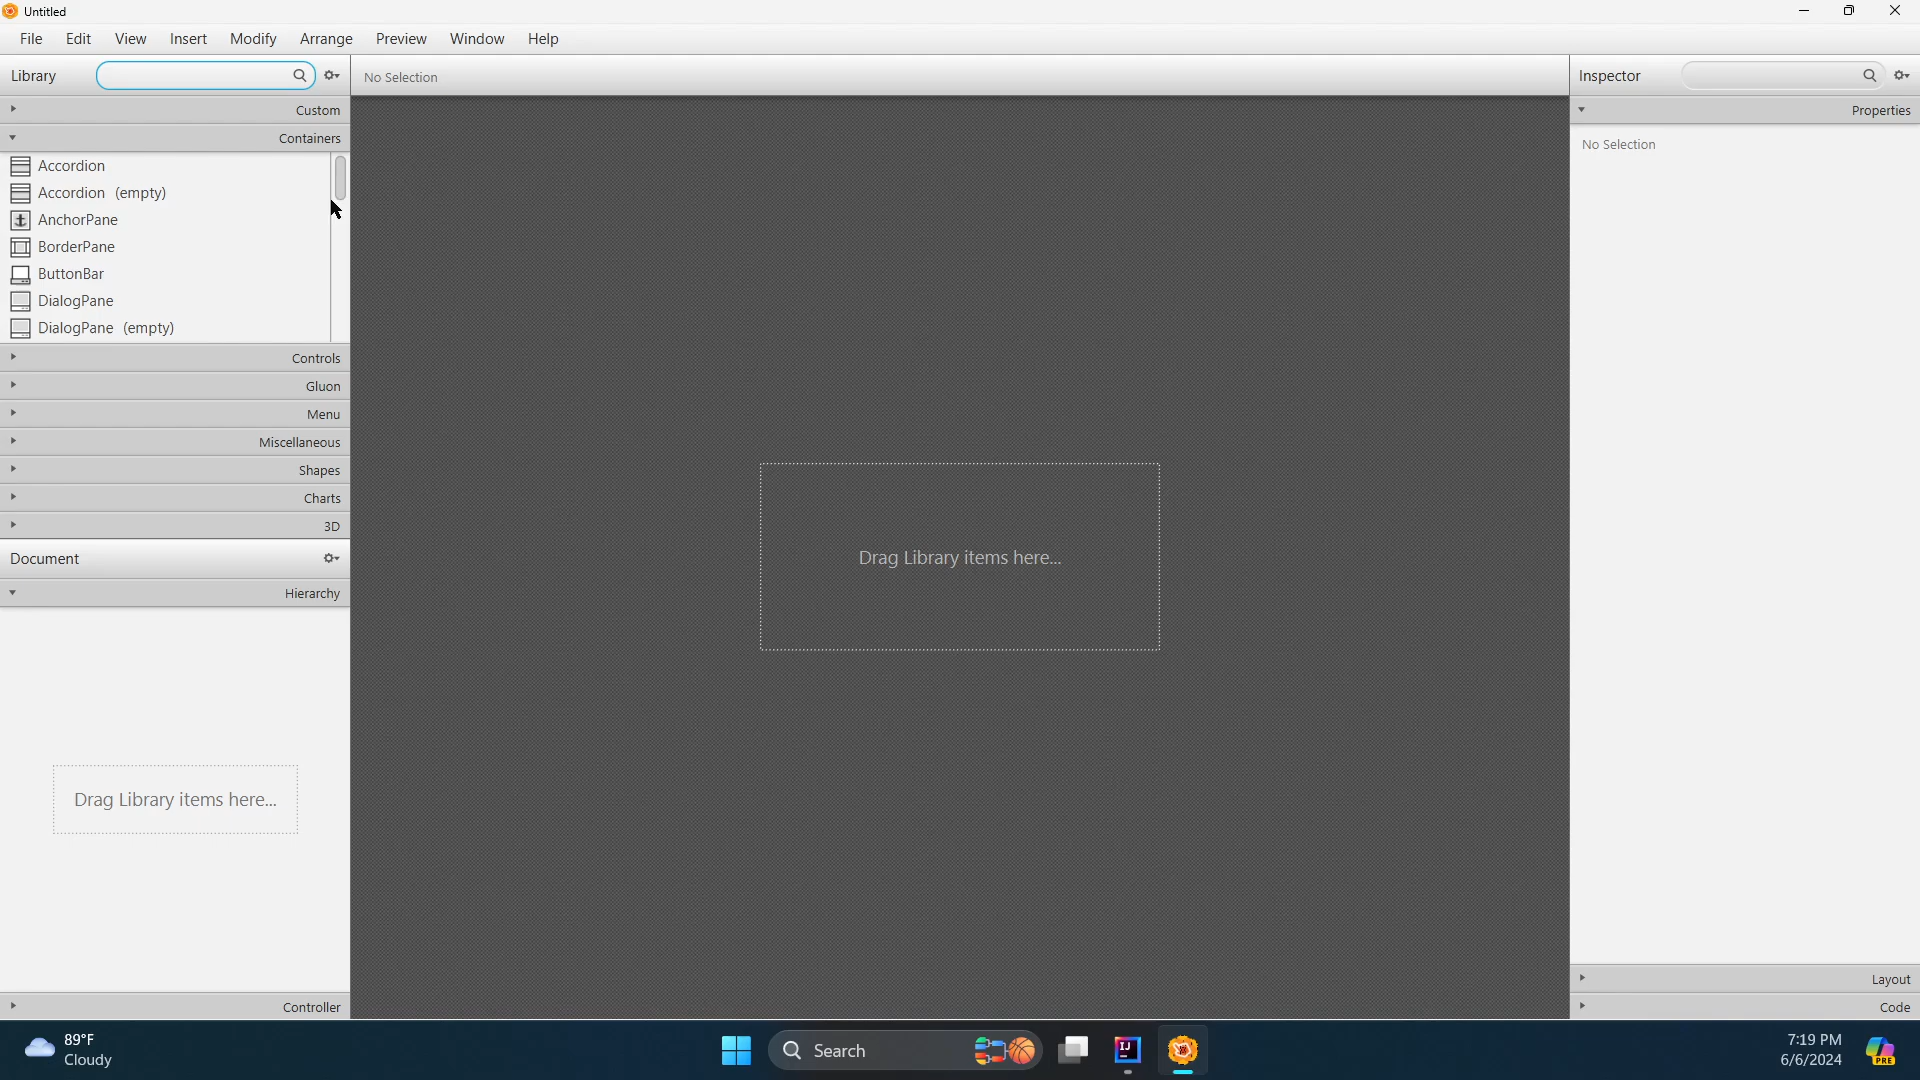 Untitled
File Edit View Insert Modify Arrange Preview Window Help
Library
No Selection
Inspector
Custom
Properties
Containers
No Selection
Accordion
Accordion (empty)
AnchorPane
BorderPane
ButtonBar
DialogPane
DialogPane (empty)
Controls
Gluon
Menu
Miscellaneous
Shapes
Charts
3D
Drag Library items here...
Document
Hierarchy
Drag Library items here...
Layout
Controller
Code
89°F
Cloudy
Search
IJ
7:19 PM
6/6/2024
PRE